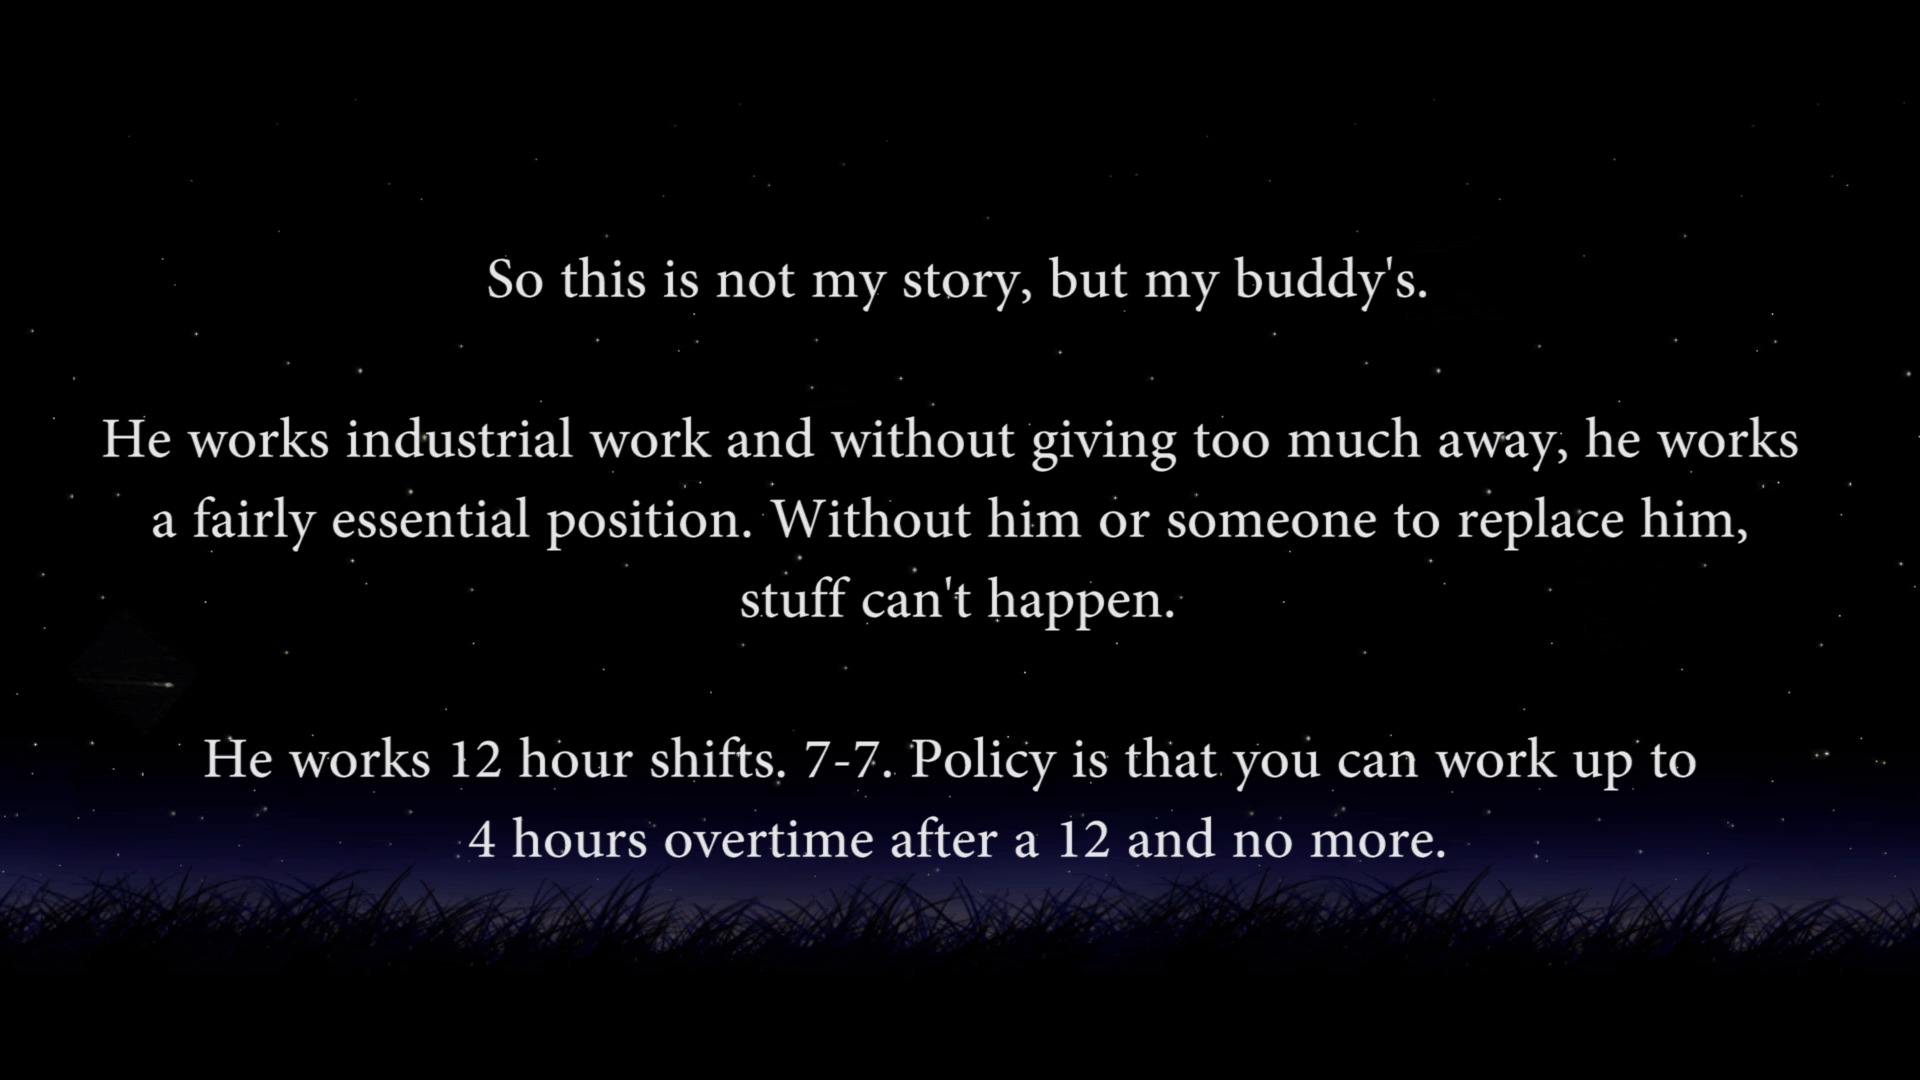 So this is not my story, but my buddy's.
He works industrial work and without giving too much away, he works
a fairly essential position. Without him or someone to replace him,
stuff can't happen.
He works 12 hour shifts. 7-7. Policy is that you can work up to
4 hours overtime after a 12 and no more.